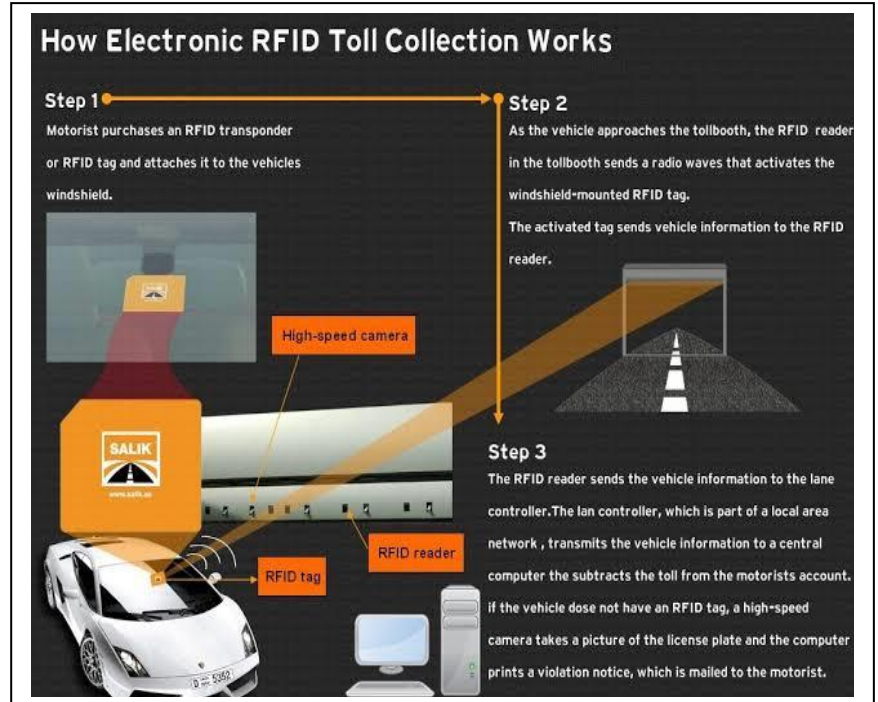 How Electronic RFID Toll Collection Works
Step 1
Motorist purchases an RFID transponder
or RFID tag and attaches it to the vehicles
windshield.
Step 2
As the vehicle approaches the tollbooth, the RFID reader
in the tollbooth sends a radio waves that activates the
windshield-mounted RFID tag.
The activated tag sends vehicle information to the RFID
reader.
High-speed camera
SALIK
www.salik.ae
RFID reader
RFID tag
D 5352
Step 3
The RFID reader sends the vehicle information to the lane
controller.The lan controller, which is part of a local area
network , transmits the vehicle information to a central
computer the subtracts the toll from the motorists account.
if the vehicle dose not have an RFID tag, a high-speed
camera takes a picture of the license plate and the computer
prints a violation notice, which is mailed to the motorist.